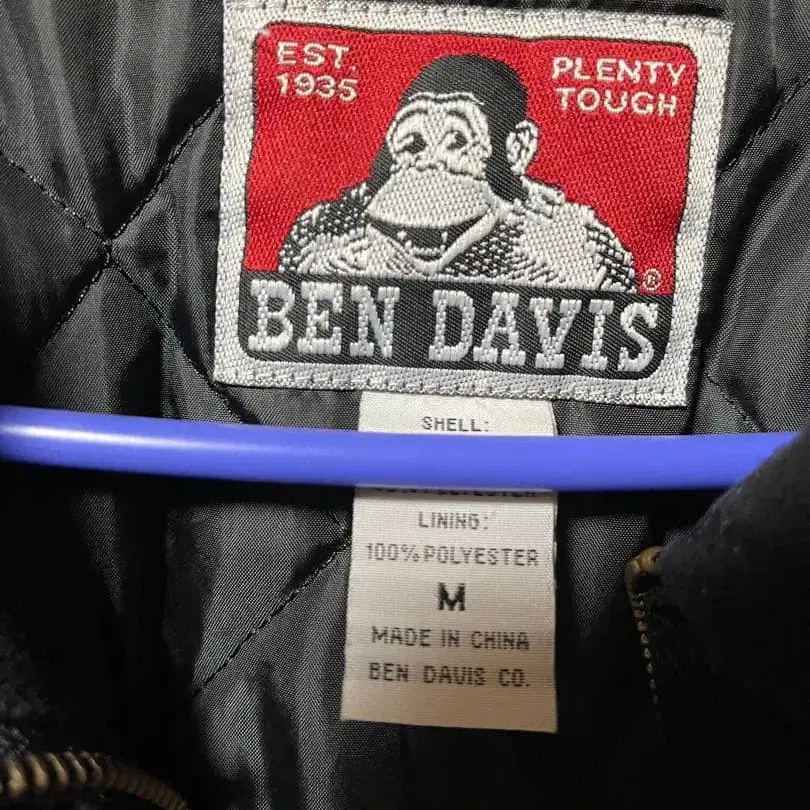 EST.
1935
PLENTY
TOUGH
®
BEN DAVIS
SHELL:
LINING:
100% POLYESTER
M
MADE IN CHINA
BEN DAVIS CO.